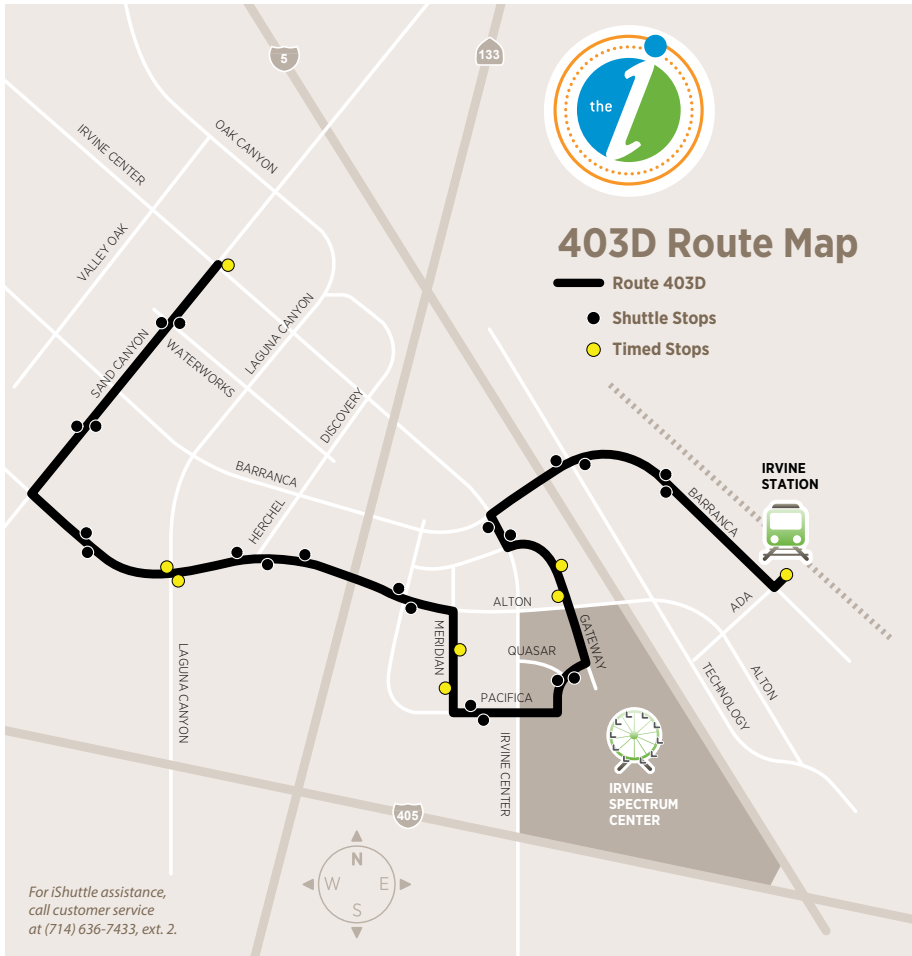 5
133
the
i
OAK CANYON
IRVINE CENTER
VALLEY OAK
403D Route Map
Route 403D
Shuttle Stops
Timed Stops
LAGUNA CANYON
SAND CANYON
WATERWORKS
DISCOVERY
BARRANCA
HERCHEL
IRVINE
STATION
BARRANCA
ADA
ALTON
GATEWAY
MERIDIAN
QUASAR
PACIFICA
LAGUNA CANYON
TECHNOLOGY
ALTON
IRVINE CENTER
IRVINE
SPECTRUM
CENTER
405
N
W E
S
For iShuttle assistance,
call customer service
at (714) 636-7433, ext. 2.